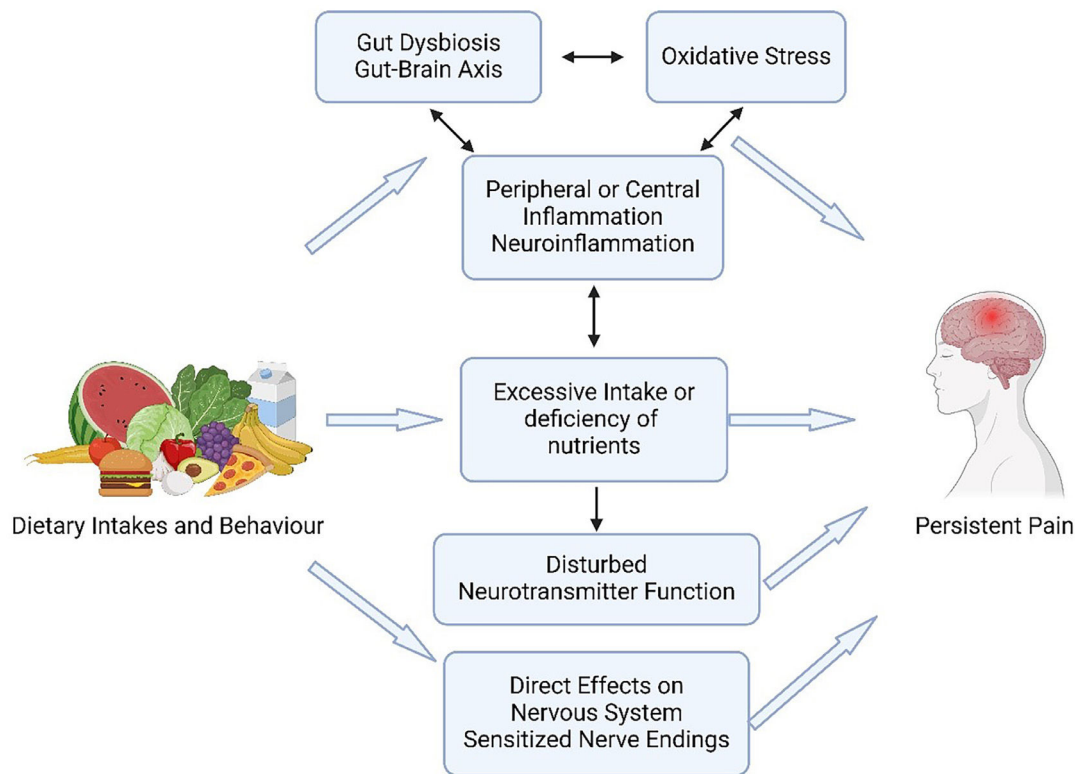 Gut Dysbiosis
Gut-Brain Axis
Oxidative Stress
Peripheral or Central
Inflammation
Neuroinflammation
Excessive Intake or
deficiency of
nutrients
Dietary Intakes and Behaviour
Persistent Pain
Disturbed
Neurotransmitter Function
Direct Effects on
Nervous System
Sensitized Nerve Endings